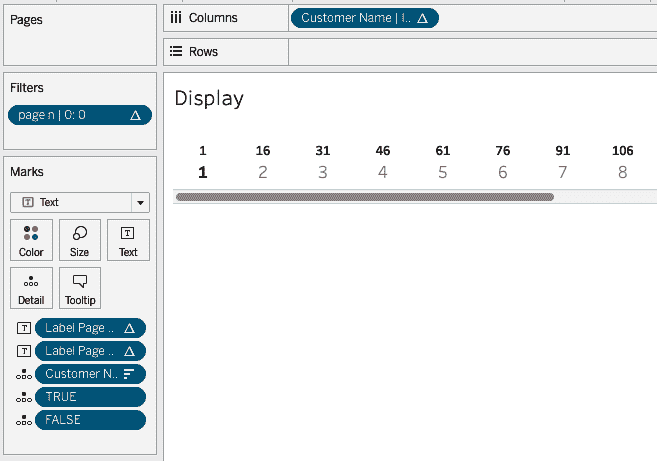 Pages
Columns
Customer Name | I..
Rows
Filters
page n | 0: 0
Display
1 16 31 46 61 76 91 106
1 2 3 4 5 6 7 8
Marks
T Text
Color Size T Text
Detail Tooltip
T Label Page ..
T Label Page ..
Customer N..
TRUE
FALSE